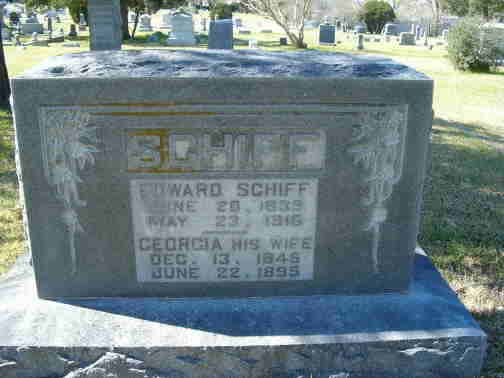 SCHIFF
EDWARD SCHIFF
JUNE 28, 1839
MAY 23, 1916
GEORGIA HIS WIFE
DEC. 13, 1846
JUNE 22, 1895